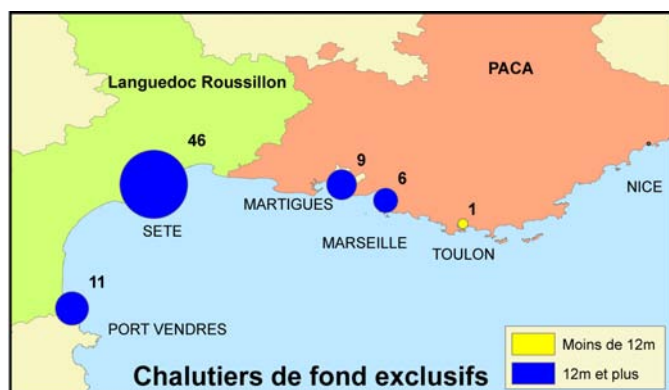 PACA
Languedoc Roussillon
46
9
6
1
MARTIGUES
NICE
SETE
MARSEILLE
TOULON
11
PORT VENDRES
Moins de 12m
12m et plus
Chalutiers de fond exclusifs